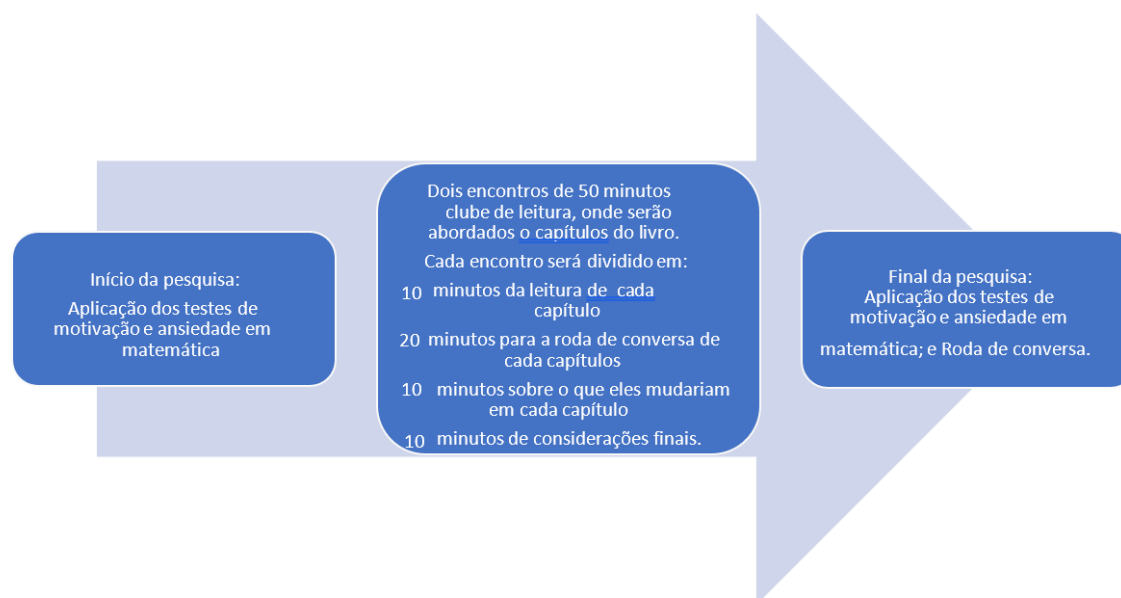 Início da pesquisa:
Aplicação dos testes de
motivação e ansiedade em
matemática
Dois encontros de 50 minutos
clube de leitura, onde serão
abordados o capítulos do livro.
Cada encontro será dividido em:
10 minutos da leitura de cada
capítulo
20 minutos para a roda de conversa de
cada capítulos
10 minutos sobre o que eles mudariam
em cada capítulo
10 minutos de considerações finais.
Final da pesquisa:
Aplicação dos testes de
motivação e ansiedade em
matemática; e Roda de conversa.